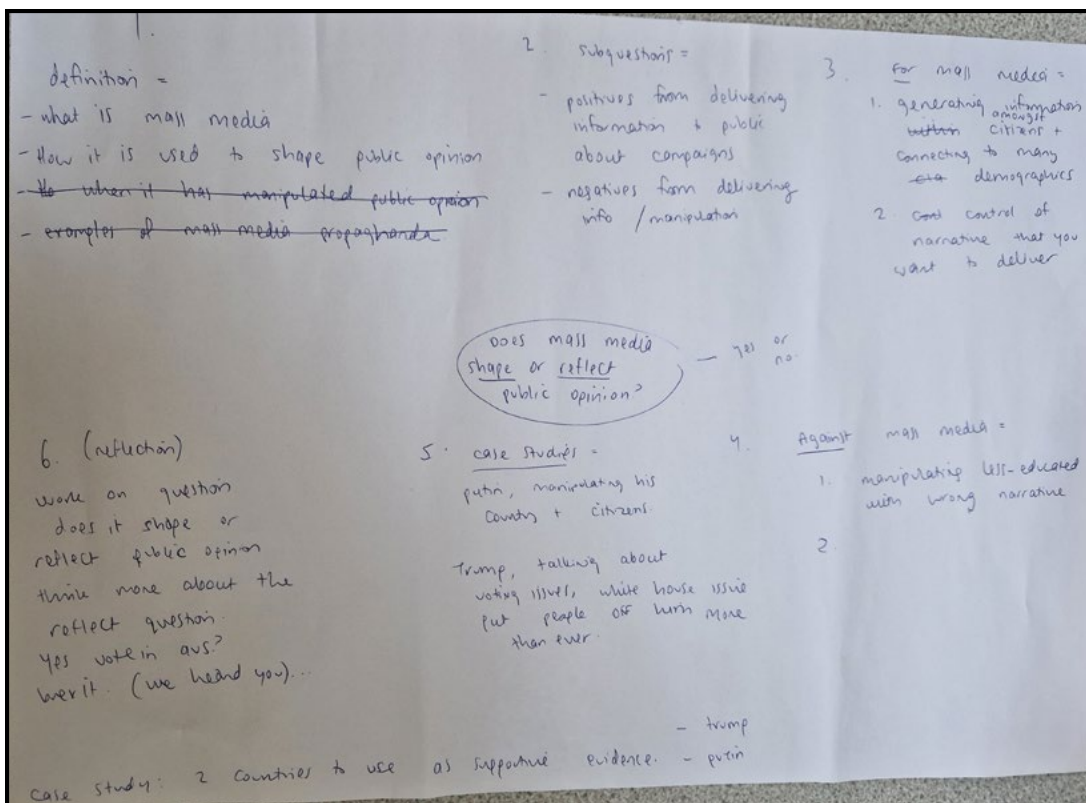 1.
definition =
- what is mass media
- How it is used to shape public opinion
- Ho when it has manipulated public opinion
- examples of mass media propaghanda
2. subquestions =
- positives from delivering
information to public
about campaigns
- negatives from delivering
info / manipulation
3. For mass media =
1. generating information
amongst
within citizens +
connecting to many
demographics
2 control of
narrative that you
want to deliver
Does mass media
shape or reflect
public opinion?
— yes or
no.
4. Against mass media =
1. manipulating less-educated
with wrong narrative
2
5. case studies =
putin, manipulating his
country + citizens.
Trump, talking about
voting issues, white house issue
put people off him more
than ever.
6. (reflection)
work on question
does it shape or
reflect public opinion
think more about the
reflect question.
yes vote in aus?
(we heard you)...
case study: 2 countries to use as supportive evidence.
- trump
- putin